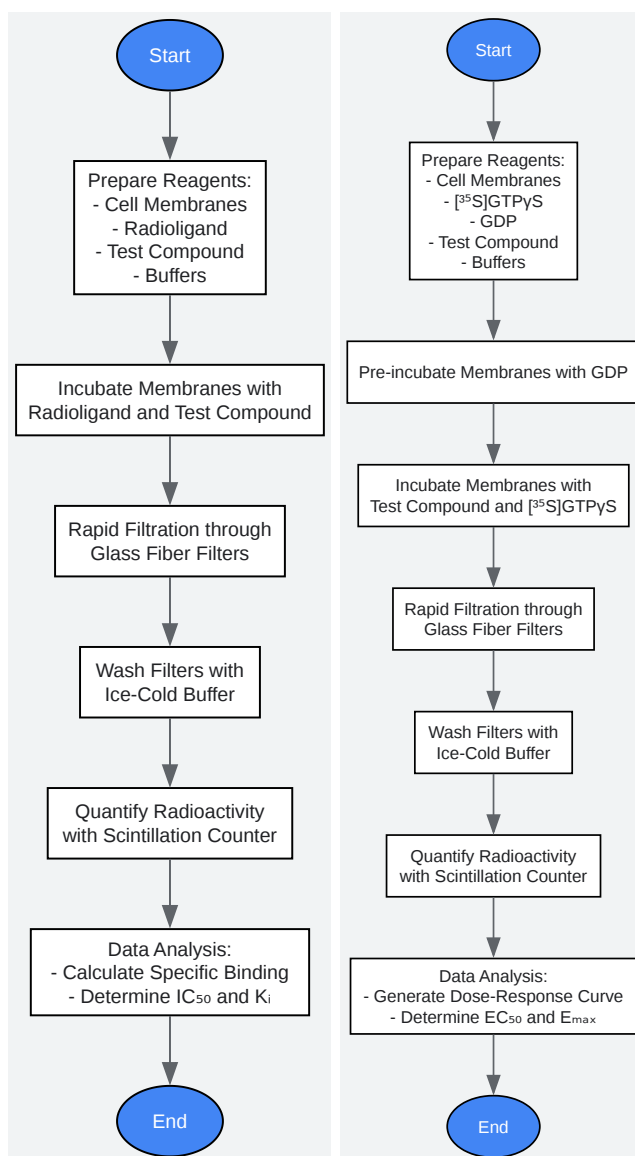 Start
Prepare Reagents:
- Cell Membranes
- Radioligand
- Test Compound
- Buffers
Incubate Membranes with
Radioligand and Test Compound
Rapid Filtration through
Glass Fiber Filters
Wash Filters with
Ice-Cold Buffer
Quantify Radioactivity
with Scintillation Counter
Data Analysis:
- Calculate Specific Binding
- Determine IC₅₀ and Kᵢ
End
Start
Prepare Reagents:
- Cell Membranes
- [³⁵S]GTPγS
- GDP
- Test Compound
- Buffers
Pre-incubate Membranes with GDP
Incubate Membranes with
Test Compound and [³⁵S]GTPγS
Rapid Filtration through
Glass Fiber Filters
Wash Filters with
Ice-Cold Buffer
Quantify Radioactivity
with Scintillation Counter
Data Analysis:
- Generate Dose-Response Curve
- Determine EC₅₀ and Eₘₐₓ
End